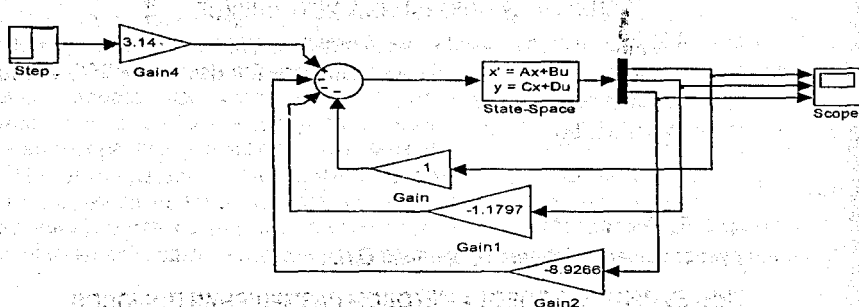 3.14
Step
Gain4
x' = Ax+Bu
y = Cx+Du
State-Space
Scope
1
Gain
-1.1797
Gain1
-8.9266
Gain2